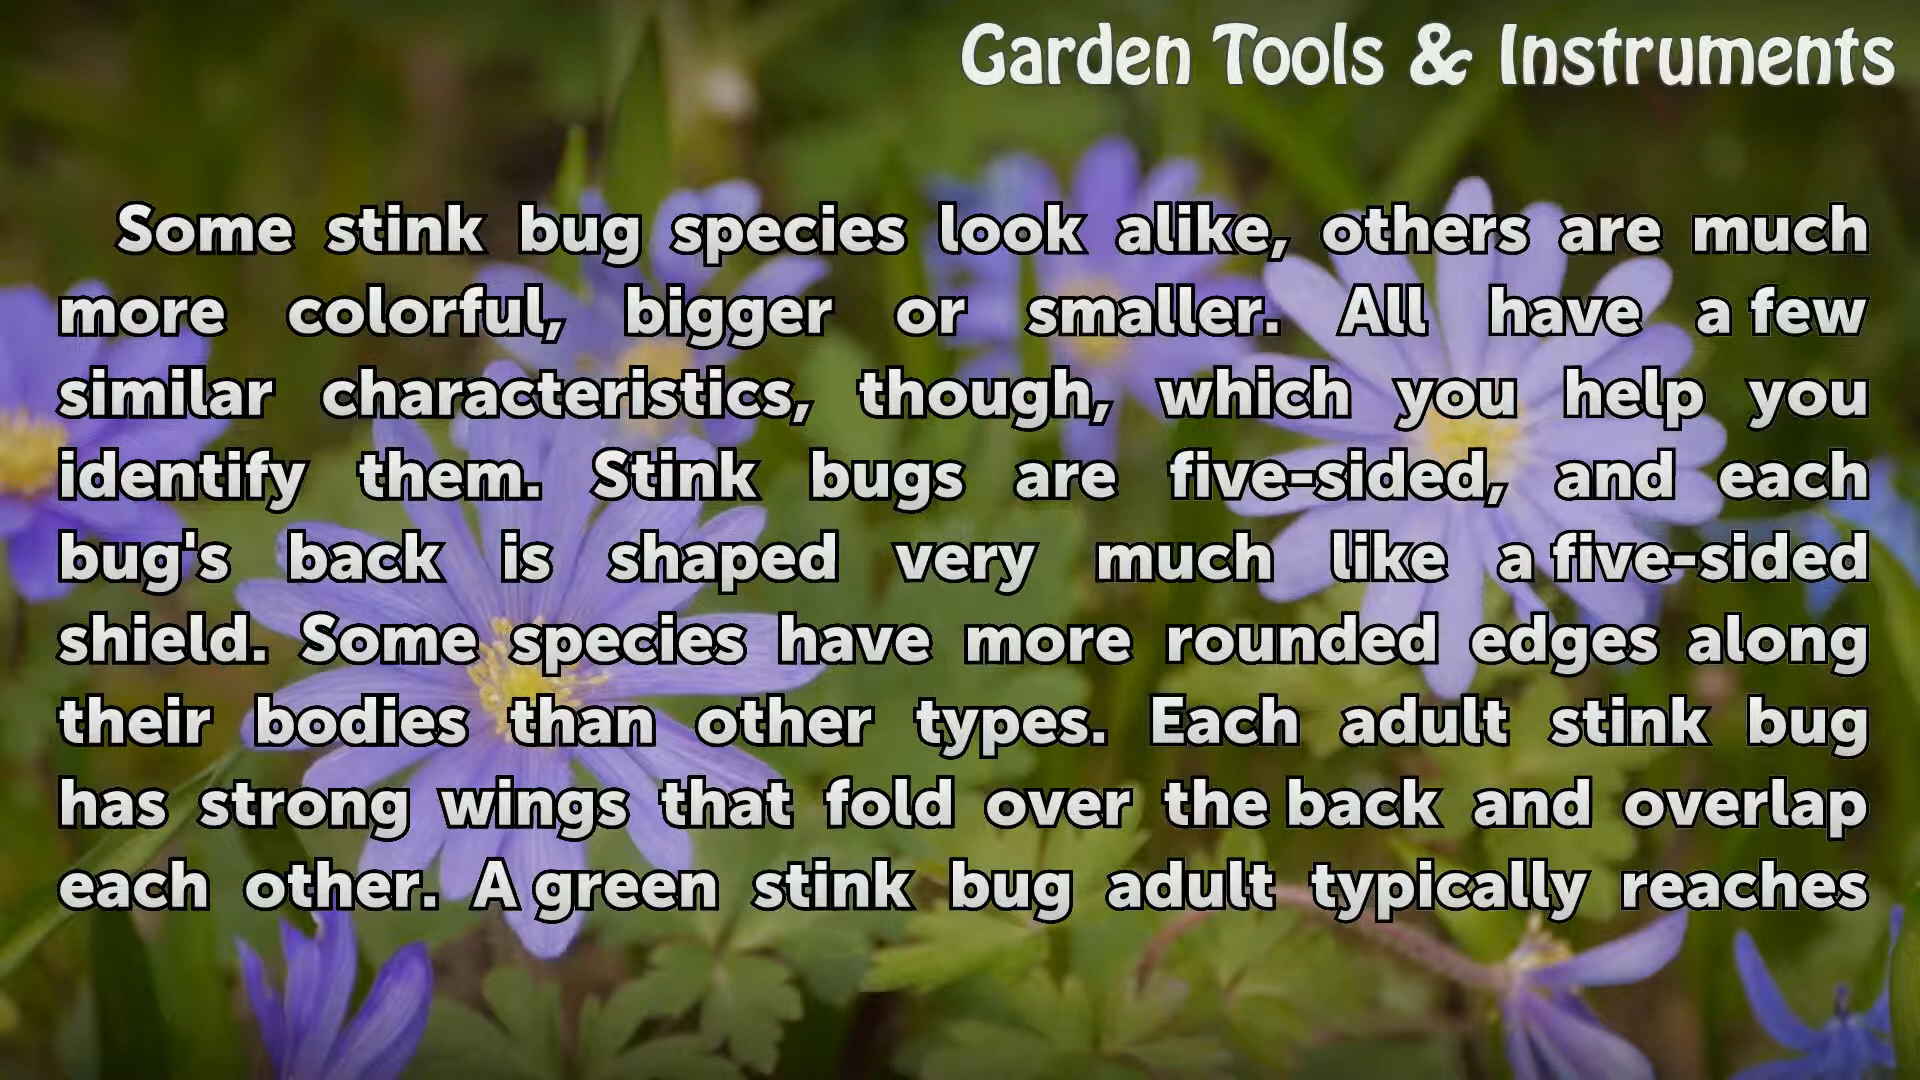 Garden Tools & Instruments
Some stink bug species look alike, others are much
more colorful, bigger or smaller. All have a few
similar characteristics, though, which you help you
identify them. Stink bugs are five-sided, and each
bug's back is shaped very much like a five-sided
shield. Some species have more rounded edges along
their bodies than other types. Each adult stink bug
has strong wings that fold over the back and overlap
each other. A green stink bug adult typically reaches